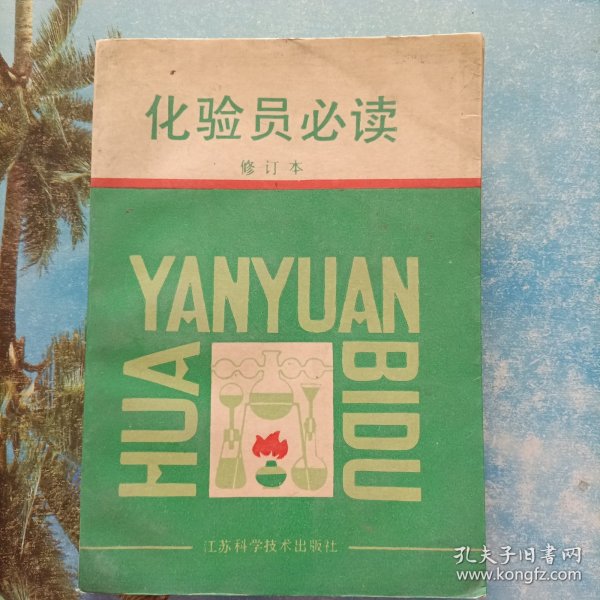 化验员必读
修订本
HUA
YANYUAN
BIDU
江苏科学技术出版社
孔夫子旧书网
www.kongfz.com